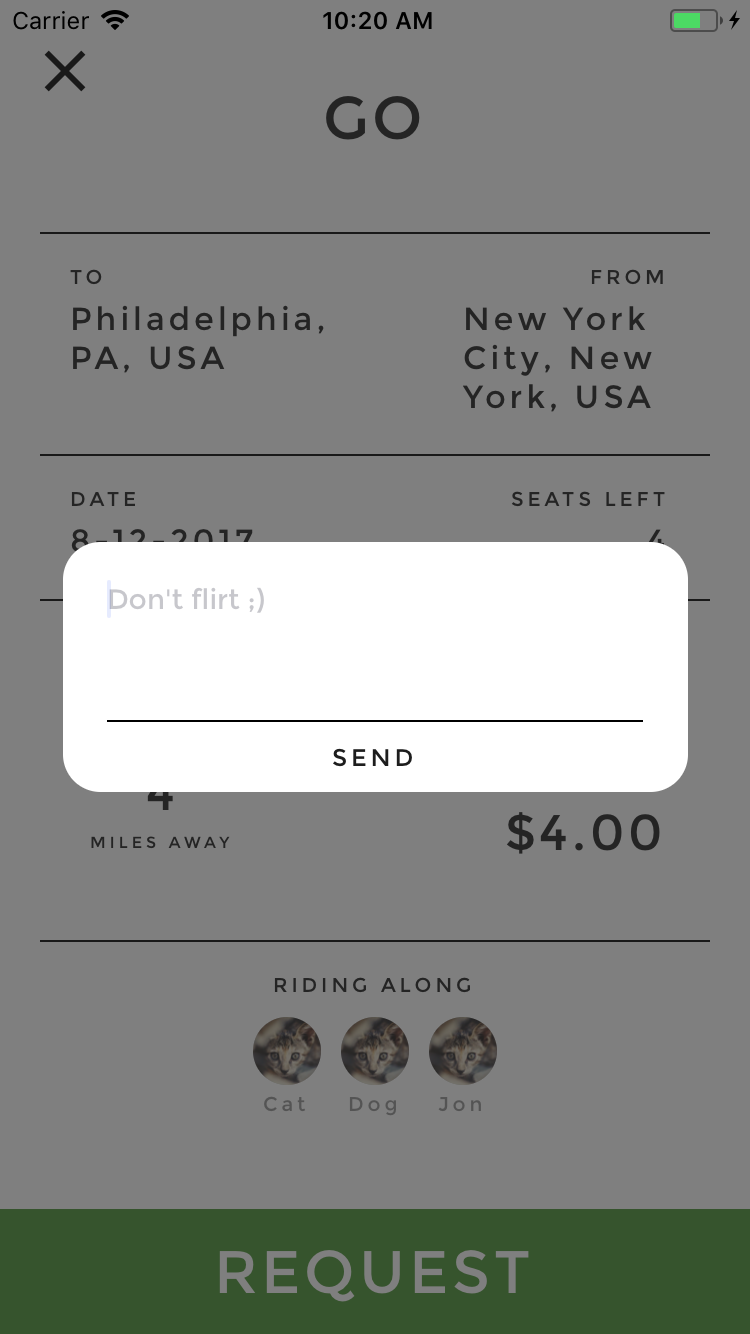 Carrier 10:20 AM
GO
TO FROM
Philadelphia, New York
PA, USA City, New
York, USA
DATE SEATS LEFT
8-12-2017 4
Don't flirt ;)
SEND
4
MILES AWAY $4.00
RIDING ALONG
Cat Dog Jon
REQUEST